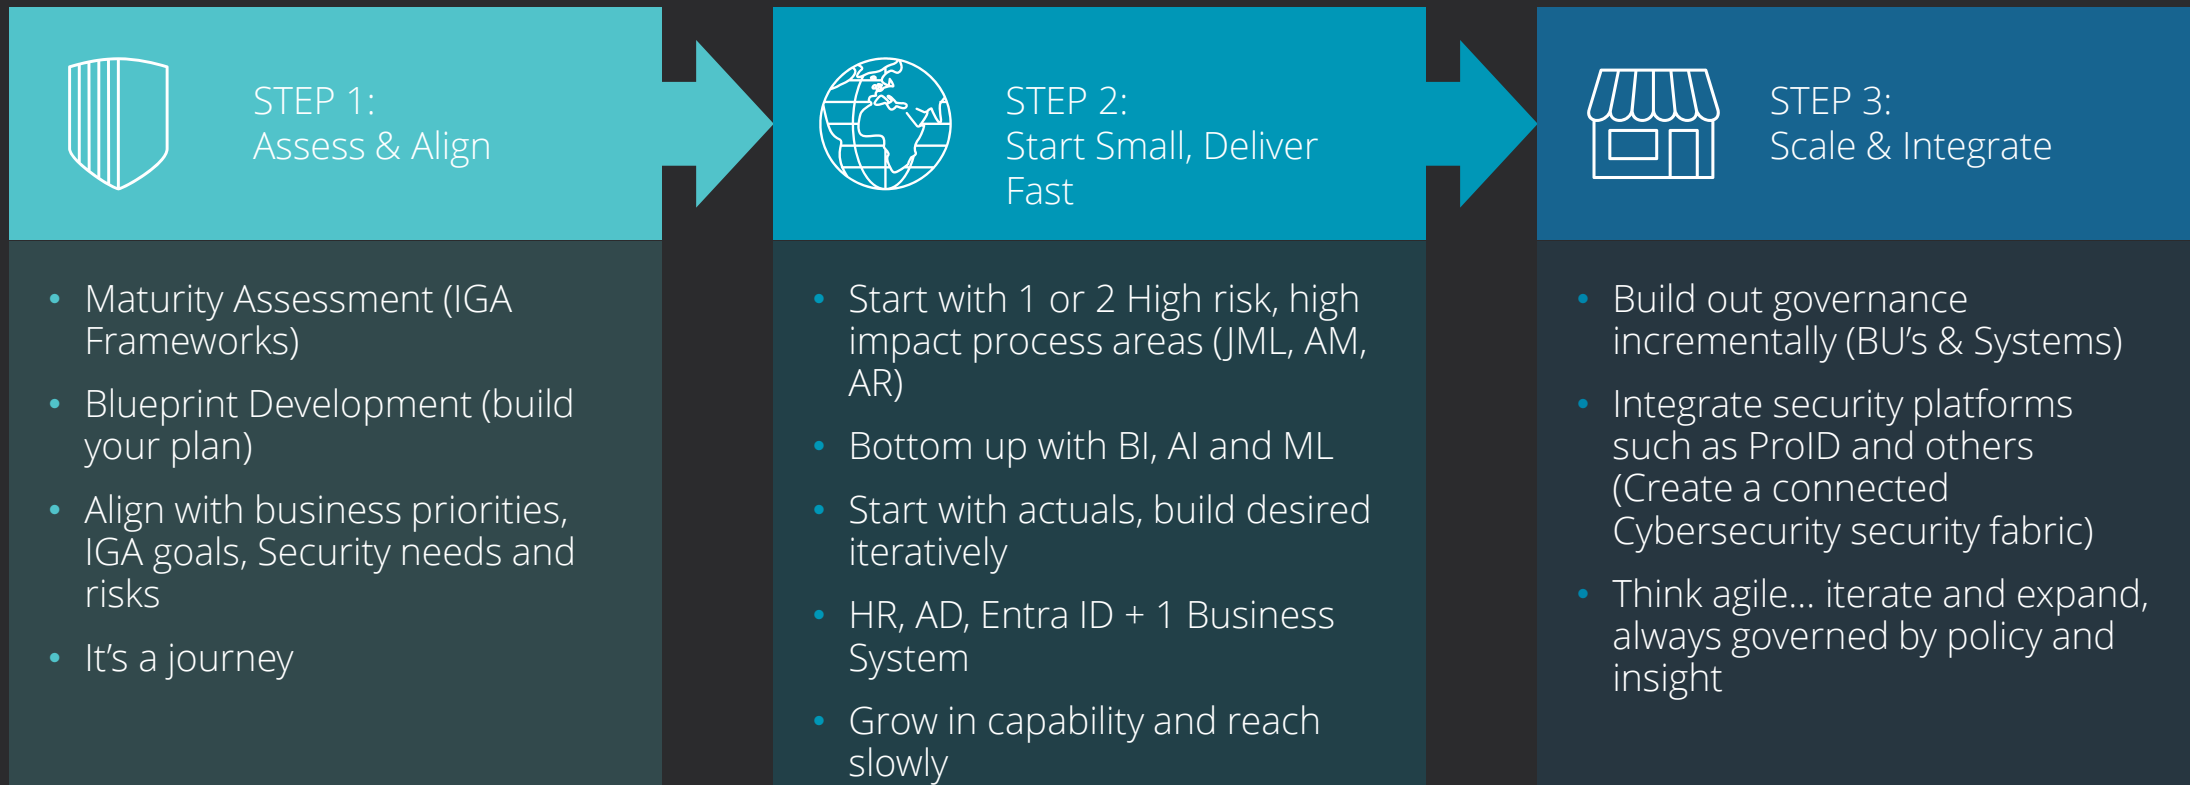 STEP 1:
Assess & Align
• Maturity Assessment (IGA
Frameworks)
• Blueprint Development (build
your plan)
• Align with business priorities,
IGA goals, Security needs and
risks
• It’s a journey
STEP 2:
Start Small, Deliver
Fast
• Start with 1 or 2 High risk, high
impact process areas (JML, AM,
AR)
• Bottom up with BI, AI and ML
• Start with actuals, build desired
iteratively
• HR, AD, Entra ID + 1 Business
System
• Grow in capability and reach
slowly
STEP 3:
Scale & Integrate
• Build out governance
incrementally (BU’s & Systems)
• Integrate security platforms
such as ProID and others
(Create a connected
Cybersecurity security fabric)
• Think agile... iterate and expand,
always governed by policy and
insight